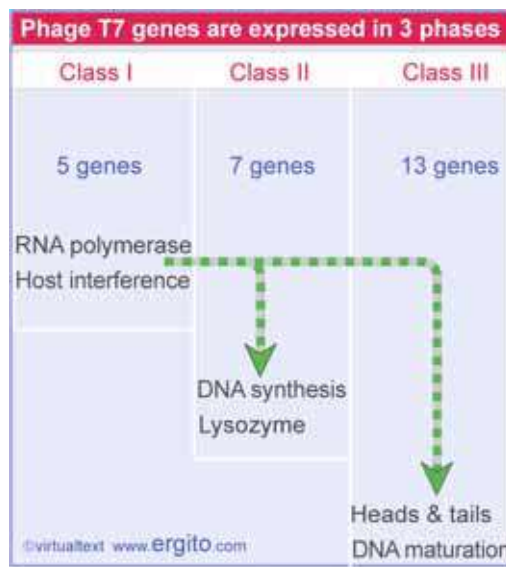 Phage T7 genes are expressed in 3 phases
Class I
Class II
Class III
5 genes
7 genes
13 genes
RNA polymerase
Host interference
DNA synthesis
Lysozyme
Heads & tails
DNA maturation
©virtualtext www.ergito.com